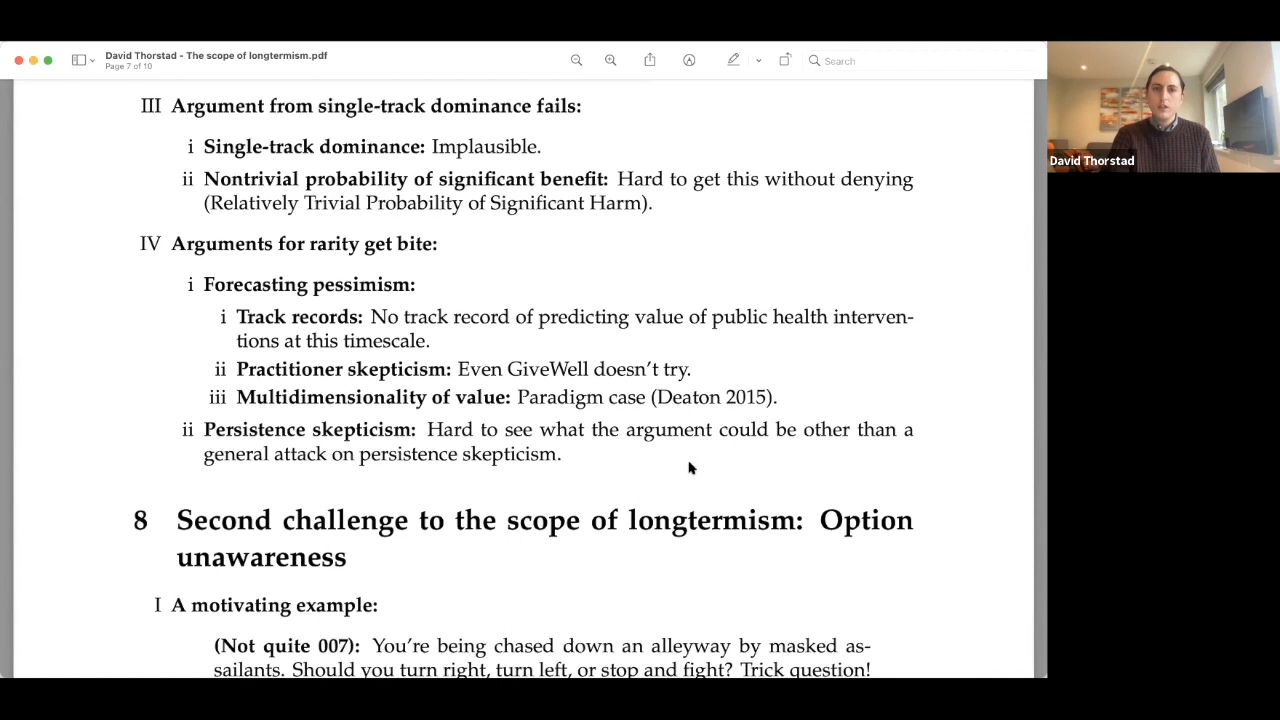 David Thorstad - The scope of longtermism.pdf
Page 7 of 10
Search
III Argument from single-track dominance fails:
i Single-track dominance: Implausible.
ii Nontrivial probability of significant benefit: Hard to get this without denying
(Relatively Trivial Probability of Significant Harm).
IV Arguments for rarity get bite:
i Forecasting pessimism:
i Track records: No track record of predicting value of public health interven-
tions at this timescale.
ii Practitioner skepticism: Even GiveWell doesn't try.
iii Multidimensionality of value: Paradigm case (Deaton 2015).
ii Persistence skepticism: Hard to see what the argument could be other than a
general attack on persistence skepticism.
8 Second challenge to the scope of longtermism: Option
unawareness
I A motivating example:
(Not quite 007): You're being chased down an alleyway by masked as-
sailants. Should you turn right, turn left, or stop and fight? Trick question!
David Thorstad